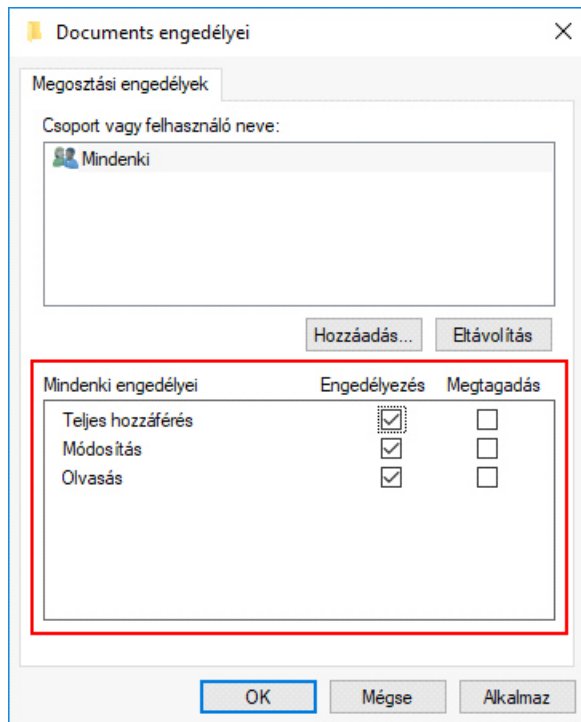 Documents engedélyei
Megosztási engedélyek
Csoport vagy felhasználó neve:
Mindenki
Hozzáadás... Eltávolítás
Mindenki engedélyei Engedélyezés Megtagadás
Teljes hozzáférés
Módosítás
Olvasás
OK Mégse Alkalmaz